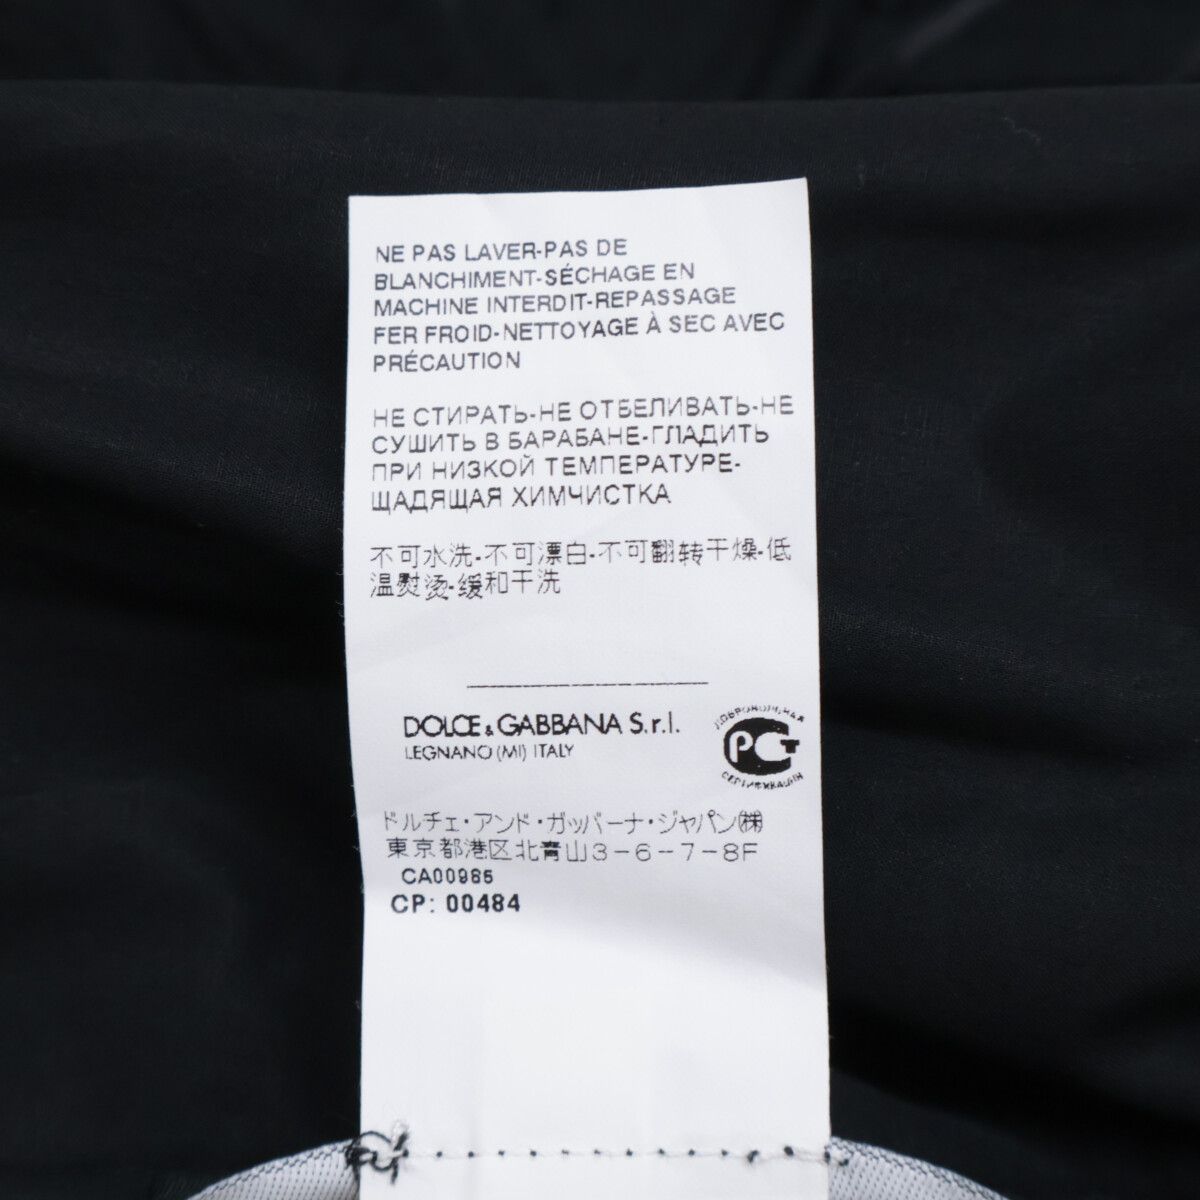 NE PAS LAVER-PAS DE
BLANCHIMENT-SÉCHAGE EN
MACHINE INTERDIT-REPASSAGE
FER FROID-NETTOYAGE À SEC AVEC
PRÉCAUTION
НЕ СТИРАТЬ-НЕ ОТБЕЛИВАТЬ-НЕ
СУШИТЬ В БАРАБАНЕ-ГЛАДИТЬ
ПРИ НИЗКОЙ ТЕМПЕРАТУРЕ-
ЩАДЯЩАЯ ХИМЧИСТКА
不可水洗-不可漂白-不可翻转干燥-低
温熨烫-缓和干洗
DOLCE & GABBANA S.r.l.
LEGNANO (MI) ITALY
ДОБРОВОЛЬНАЯ
РСТ
СЕРТИФИКАЦИЯ
ドルチェ・アンド・ガッバーナ・ジャパン㈱
東京都港区北青山3-6-7-8F
CA00985
CP: 00484